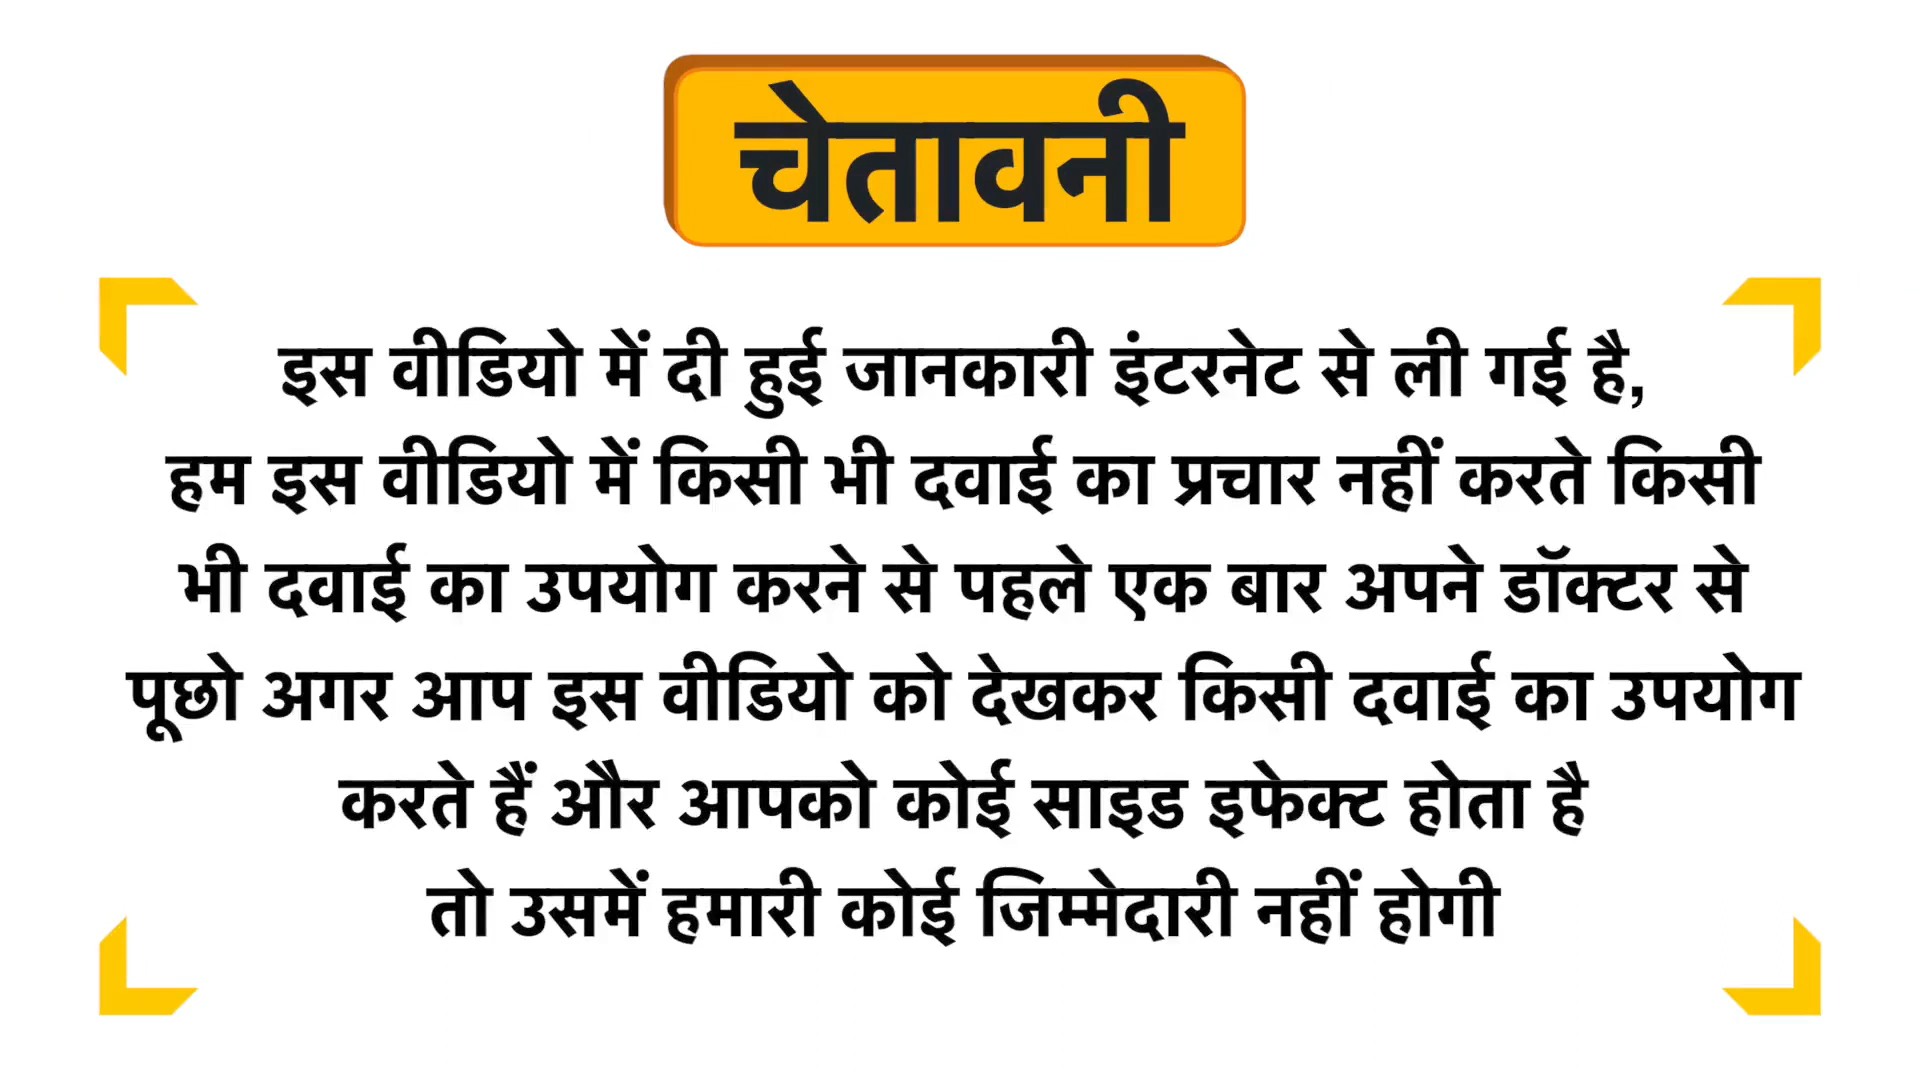 चेतावनी
इस वीडियो में दी हुई जानकारी इंटरनेट से ली गई है,
हम इस वीडियो में किसी भी दवाई का प्रचार नहीं करते किसी
भी दवाई का उपयोग करने से पहले एक बार अपने डॉक्टर से
पूछो अगर आप इस वीडियो को देखकर किसी दवाई का उपयोग
करते हैं और आपको कोई साइड इफेक्ट होता है
तो उसमें हमारी कोई जिम्मेदारी नहीं होगी